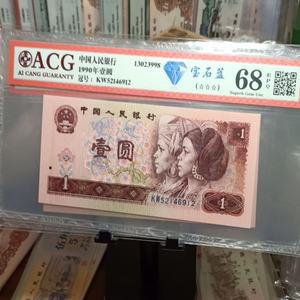 ACG
AI CANG GUARANTY
中国人民银行
1990年壹圆
冠号: KW52146912
13023998
宝石蓝
(☆☆☆)
68
EPQ
Superb Gem Unc
中国人民银行
1
壹圆
KW52146912
1
1